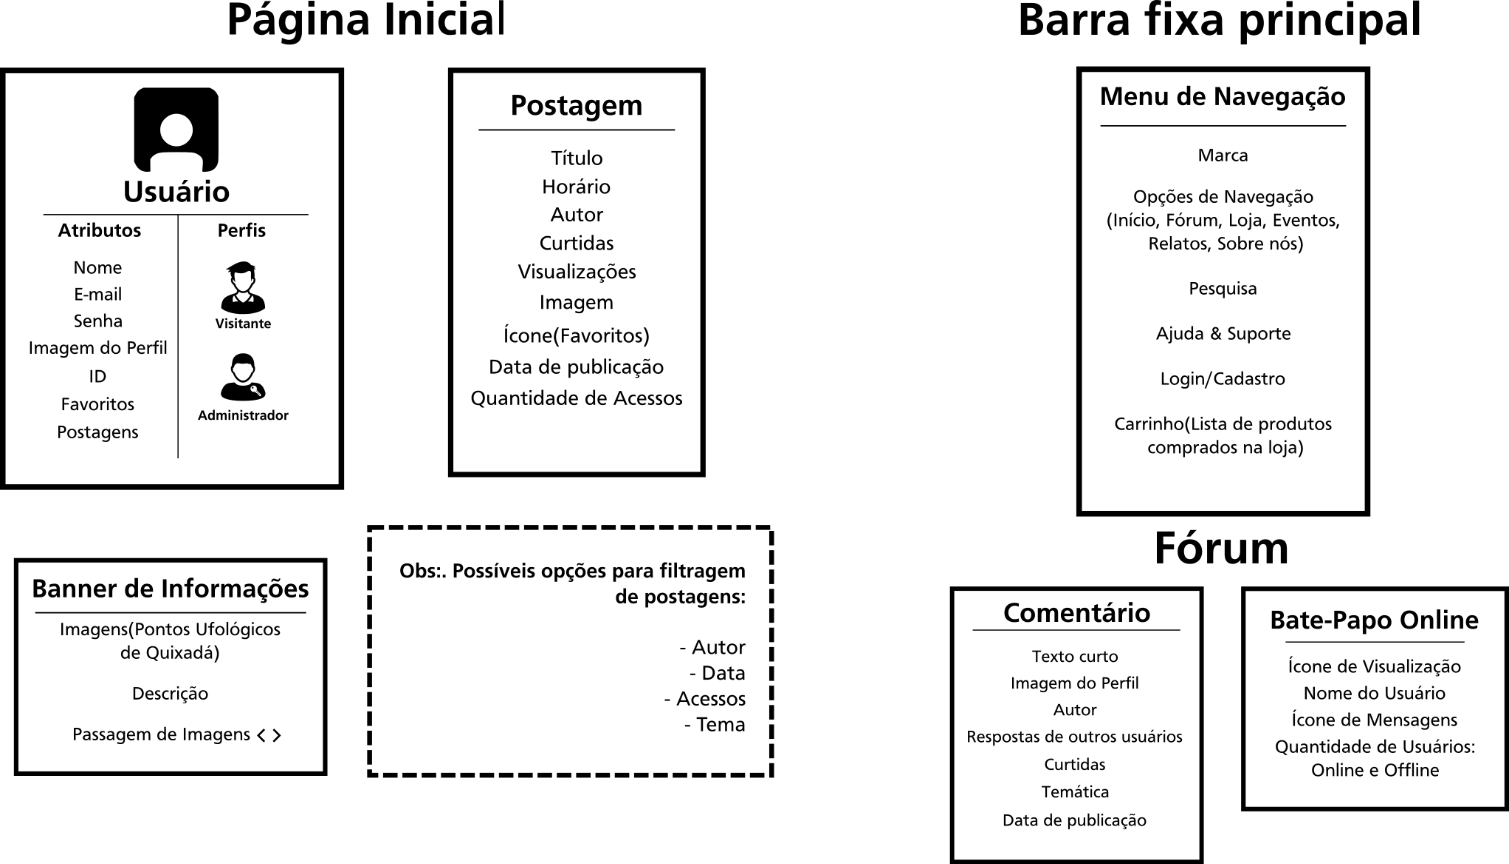 Página Inicial
Usuário
Atributos
Nome
E-mail
Senha
Imagem do Perfil
ID
Favoritos
Postagens
Perfis
Visitante
Administrador
Postagem
Título
Horário
Autor
Curtidas
Visualizações
Imagem
Ícone(Favoritos)
Data de publicação
Quantidade de Acessos
Banner de Informações
Imagens(Pontos Ufológicos
de Quixadá)
Descrição
Passagem de Imagens < >
Obs:. Possíveis opções para filtragem
de postagens:
- Autor
- Data
- Acessos
- Tema
Barra fixa principal
Menu de Navegação
Marca
Opções de Navegação
(Início, Fórum, Loja, Eventos,
Relatos, Sobre nós)
Pesquisa
Ajuda & Suporte
Login/Cadastro
Carrinho(Lista de produtos
comprados na loja)
Fórum
Comentário
Texto curto
Imagem do Perfil
Autor
Respostas de outros usuários
Curtidas
Temática
Data de publicação
Bate-Papo Online
Ícone de Visualização
Nome do Usuário
Ícone de Mensagens
Quantidade de Usuários:
Online e Offline